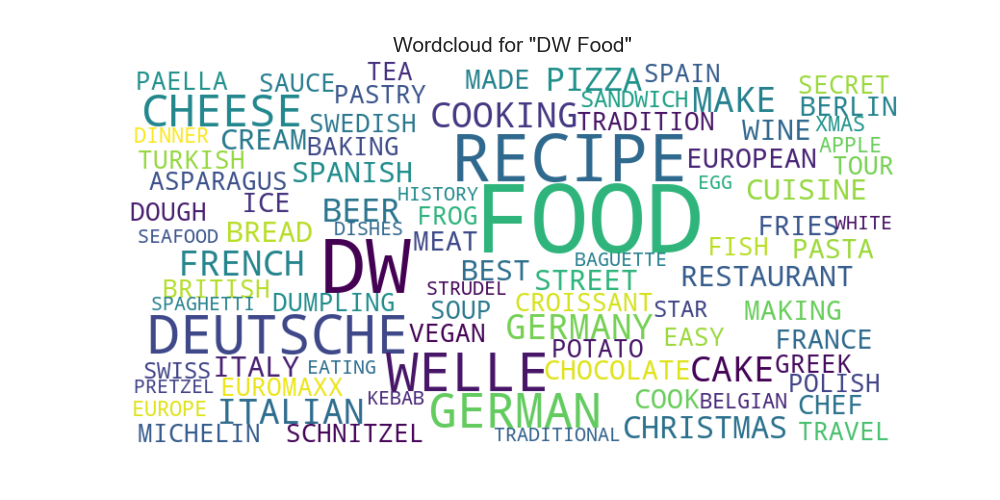 Wordcloud for "DW Food"
PAELLA SAUCE TEA MADE PIZZA SPAIN SECRET
CHEESE PASTRY COOKING SANDWICH MAKE BERLIN
DINNER CREAM SWEDISH TRADITION WINE XMAS
TURKISH BAKING RECIPE EUROPEAN APPLE TOUR
ASPARAGUS SPANISH EGG CUISINE
DOUGH ICE BEER HISTORY FROG FOOD FRIES WHITE
SEAFOOD BREAD DISHES MEAT FISH PASTA
FRENCH DW BEST BAGUETTE STREET RESTAURANT
BRITISH STRUDEL
SPAGHETTI DUMPLING SOUP CROISSANT STAR MAKING
DEUTSCHE VEGAN GERMANY EASY FRANCE
SWISS ITALY EATING WELLE POTATO CHOCOLATE CAKE GREEK
PRETZEL EUROMAXX KEBAB POLISH
EUROPE ITALIAN GERMAN COOK BELGIAN CHEF
MICHELIN SCHNITZEL TRADITIONAL CHRISTMAS TRAVEL